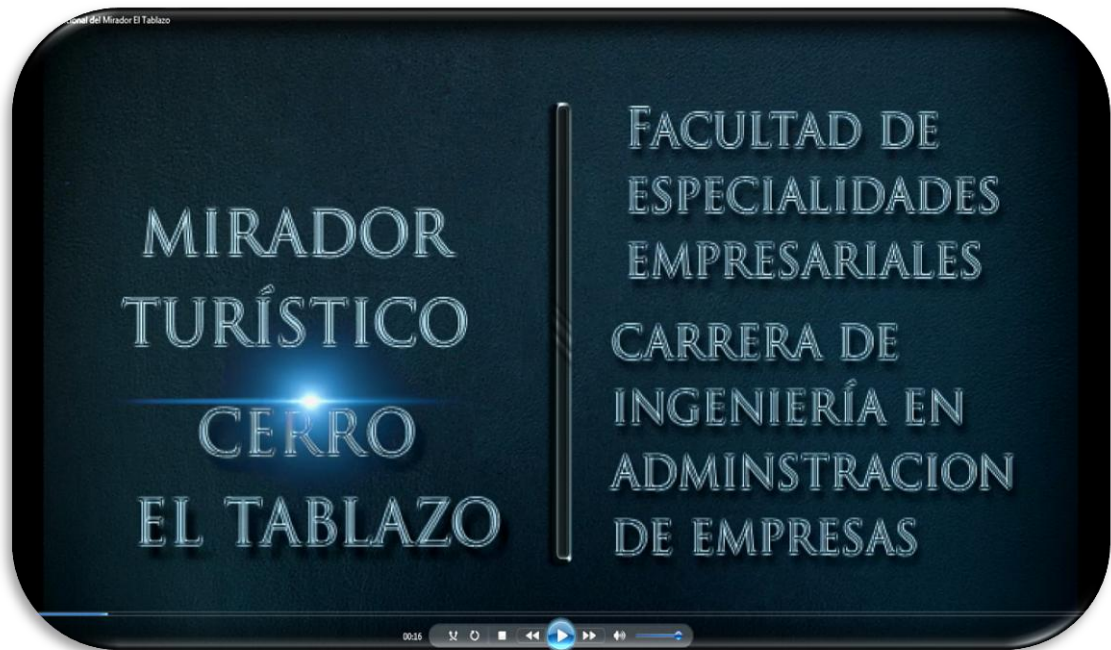 del Mirador El Tablazo
MIRADOR
TURÍSTICO
CERRO
EL TABLAZO
FACULTAD DE
ESPECIALIDADES
EMPRESARIALES
CARRERA DE
INGENIERÍA EN
ADMINSTRACION
DE EMPRESAS
00:16